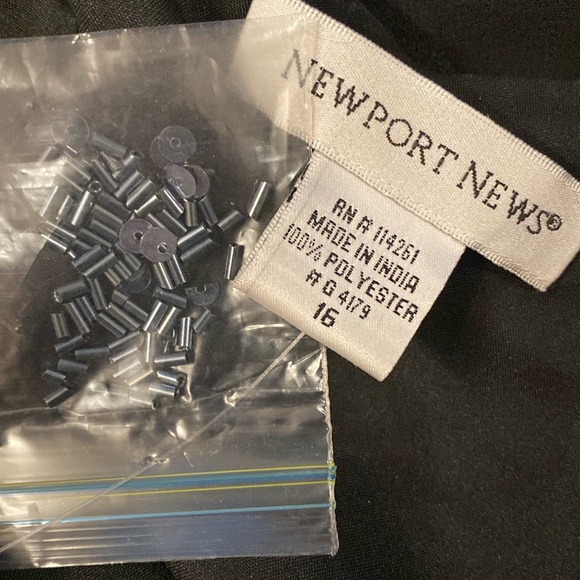 NEWPORT NEWS®
RN # 114261
MADE IN INDIA
100% POLYESTER
# G 4179
16